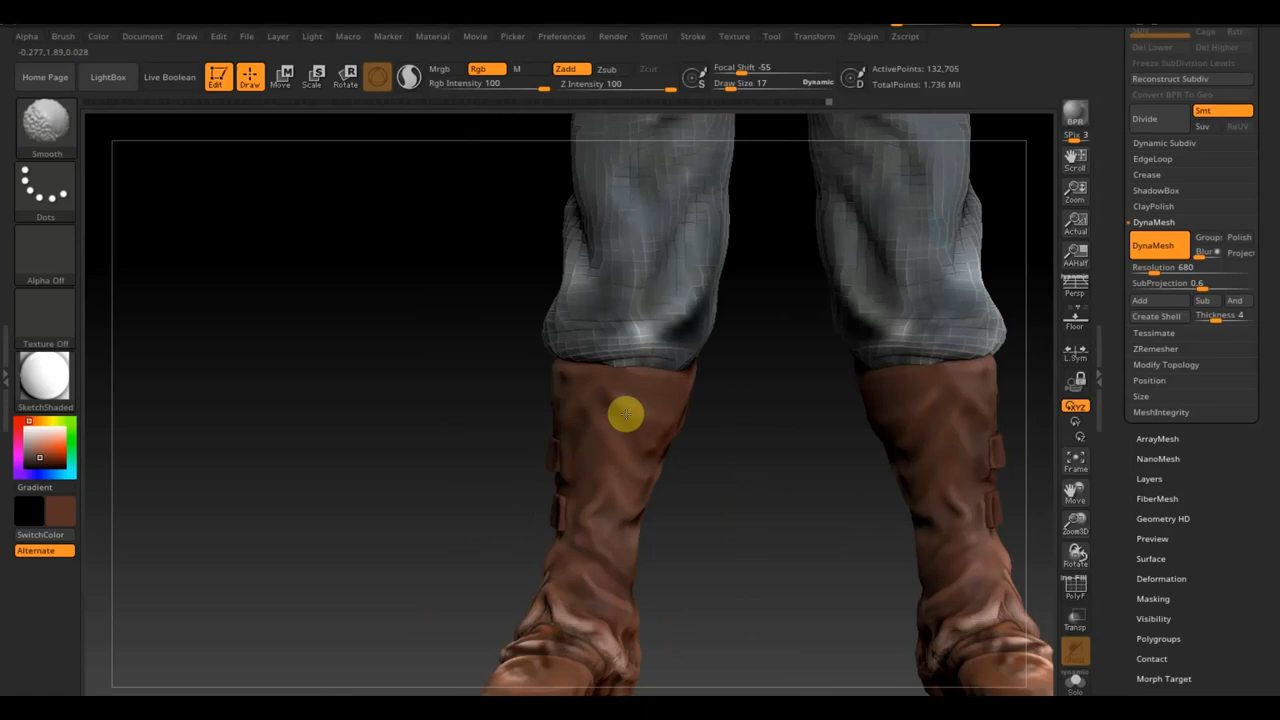 Alpha Brush Color Document Draw Edit File Layer Light Macro Marker Material Movie Picker Preferences Render Stencil Stroke Texture Tool Transform Zplugin Zscript
-0.277,1.89,0.028
Home Page LightBox Live Boolean Edit Draw Move Scale Rotate
Mrgb Rgb M Zadd Zsub Zcut
Rgb Intensity 100 Z Intensity 100
Focal Shift -55
Draw Size 17 Dynamic
ActivePoints: 132,705
TotalPoints: 1.736 Mil
Smooth
Dots
Alpha Off
Texture Off
SketchShaded
Gradient
SwitchColor
Alternate
BPR
SPix 3
Scroll
Zoom
Actual
AAHalf
Dynamic
Persp
Floor
L.Sym
XYZ
Y
Z
Frame
Move
Zoom3D
Rotate
PolyF
Transp
Dynamic
Solo
SDiv Cage Rstr
Del Lower Del Higher
Freeze SubDivision Levels
Reconstruct Subdiv
Convert BPR To Geo
Divide Smt
Suv ReUV
Dynamic Subdiv
EdgeLoop
Crease
ShadowBox
ClayPolish
DynaMesh
DynaMesh Groups Polish
Blur Project
Resolution 680
SubProjection 0.6
Add Sub And
Create Shell Thickness 4
Tessimate
ZRemesher
Modify Topology
Position
Size
MeshIntegrity
ArrayMesh
NanoMesh
Layers
FiberMesh
Geometry HD
Preview
Surface
Deformation
Masking
Visibility
Polygroups
Contact
Morph Target